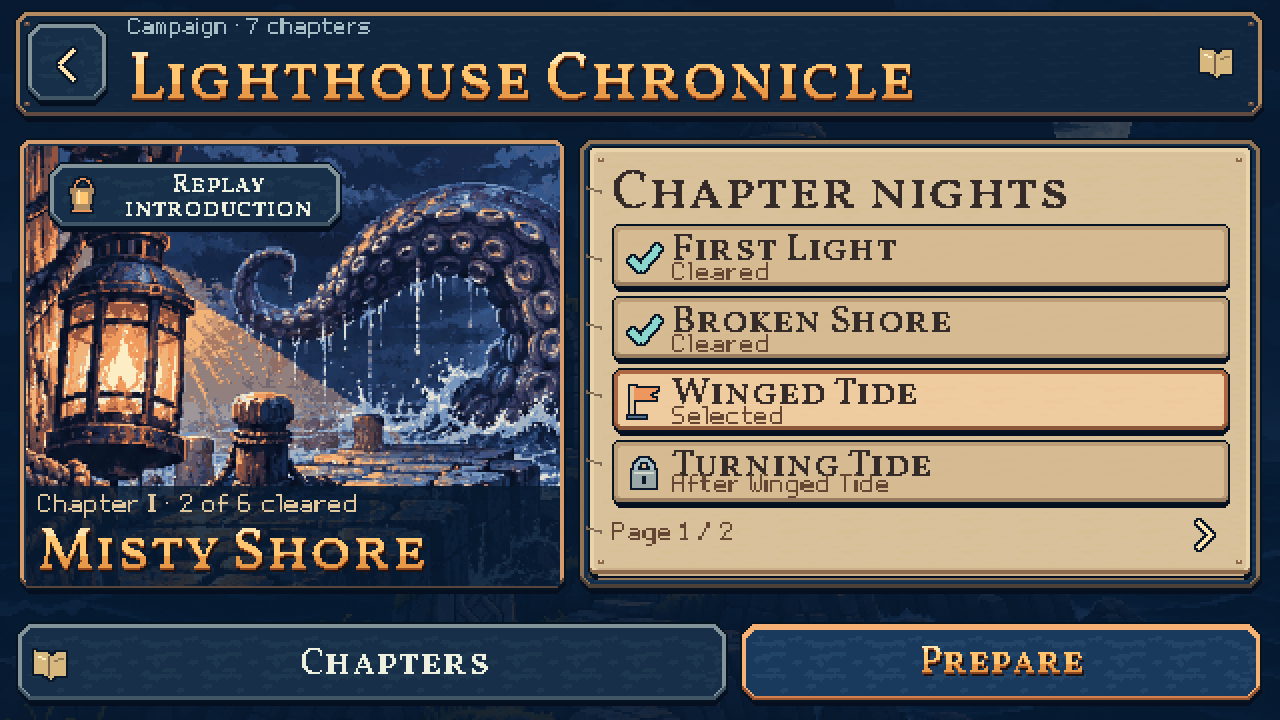 Campaign · 7 chapters
Lighthouse Chronicle
Replay
introduction
Chapter I · 2 of 6 cleared
Misty Shore
Chapter nights
First Light
Cleared
Broken Shore
Cleared
Winged Tide
Selected
Turning Tide
After Winged Tide
Page 1 / 2
Chapters
Prepare